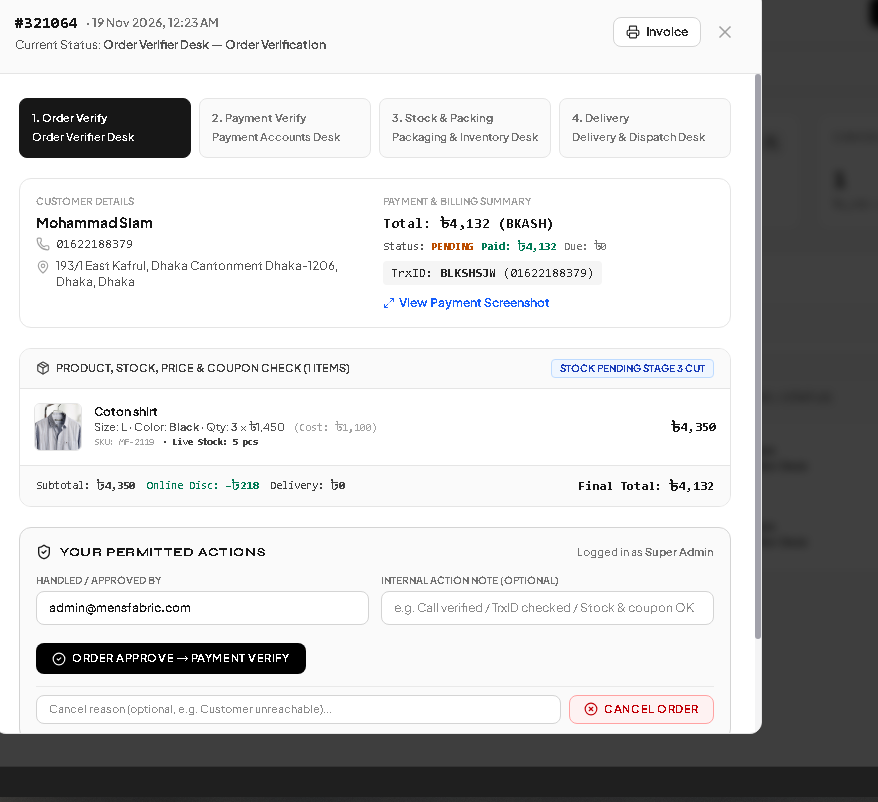 #321064 · 19 Nov 2026, 12:23 AM
Invoice
Current Status: Order Verifier Desk — Order Verification
1. Order Verify
Order Verifier Desk
2. Payment Verify
Payment Accounts Desk
3. Stock & Packing
Packaging & Inventory Desk
4. Delivery
Delivery & Dispatch Desk
CUSTOMER DETAILS
Mohammad Slam
01622188379
193/1 East Kafrul, Dhaka Cantonment Dhaka-1206,
Dhaka, Dhaka
PAYMENT & BILLING SUMMARY
Total: ৳4,132 (BKASH)
Status: PENDING Paid: ৳4,132 Due: ৳0
TrxID: BLKSHSJW (01622188379)
View Payment Screenshot
PRODUCT, STOCK, PRICE & COUPON CHECK (1 ITEMS)
STOCK PENDING STAGE 3 CUT
Coton shirt
Size: L · Color: Black · Qty: 3 × ৳1,450 (Cost: ৳1,100)
৳4,350
SKU: MF-2119 • Live Stock: 5 pcs
Subtotal: ৳4,350 Online Disc: -৳218 Delivery: ৳0
Final Total: ৳4,132
YOUR PERMITTED ACTIONS
Logged in as Super Admin
HANDLED / APPROVED BY
admin@mensfabric.com
INTERNAL ACTION NOTE (OPTIONAL)
e.g. Call verified / TrxID checked / Stock & coupon OK
ORDER APPROVE → PAYMENT VERIFY
Cancel reason (optional, e.g. Customer unreachable)...
CANCEL ORDER